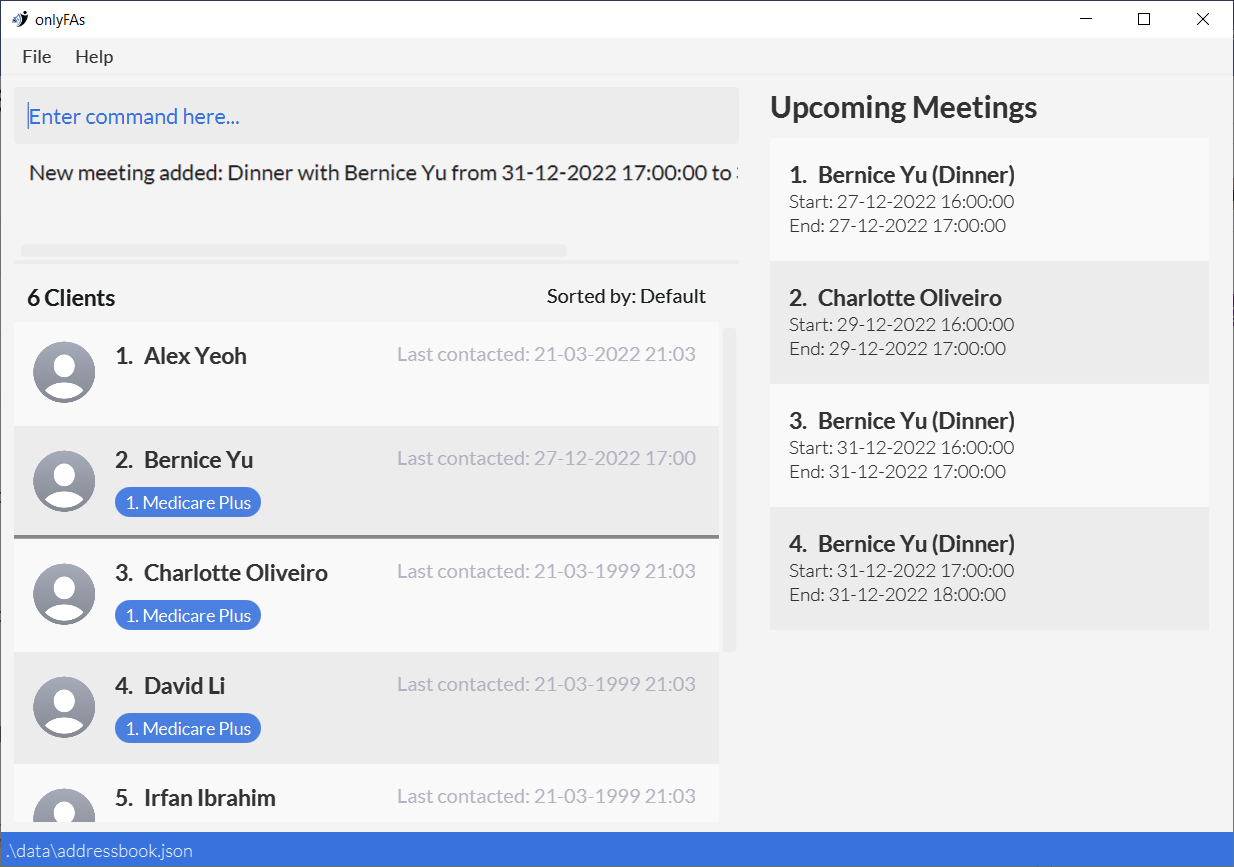 onlyFAs
File Help
Enter command here...
New meeting added: Dinner with Bernice Yu from 31-12-2022 17:00:00 to
6 Clients
Sorted by: Default
1. Alex Yeoh
Last contacted: 21-03-2022 21:03
2. Bernice Yu
Last contacted: 27-12-2022 17:00
1. Medicare Plus
3. Charlotte Oliveiro
Last contacted: 21-03-1999 21:03
1. Medicare Plus
4. David Li
Last contacted: 21-03-1999 21:03
1. Medicare Plus
5. Irfan Ibrahim
Last contacted: 21-03-1999 21:03
Upcoming Meetings
1. Bernice Yu (Dinner)
Start: 27-12-2022 16:00:00
End: 27-12-2022 17:00:00
2. Charlotte Oliveiro
Start: 29-12-2022 16:00:00
End: 29-12-2022 17:00:00
3. Bernice Yu (Dinner)
Start: 31-12-2022 16:00:00
End: 31-12-2022 17:00:00
4. Bernice Yu (Dinner)
Start: 31-12-2022 17:00:00
End: 31-12-2022 18:00:00
.\data\addressbook.json